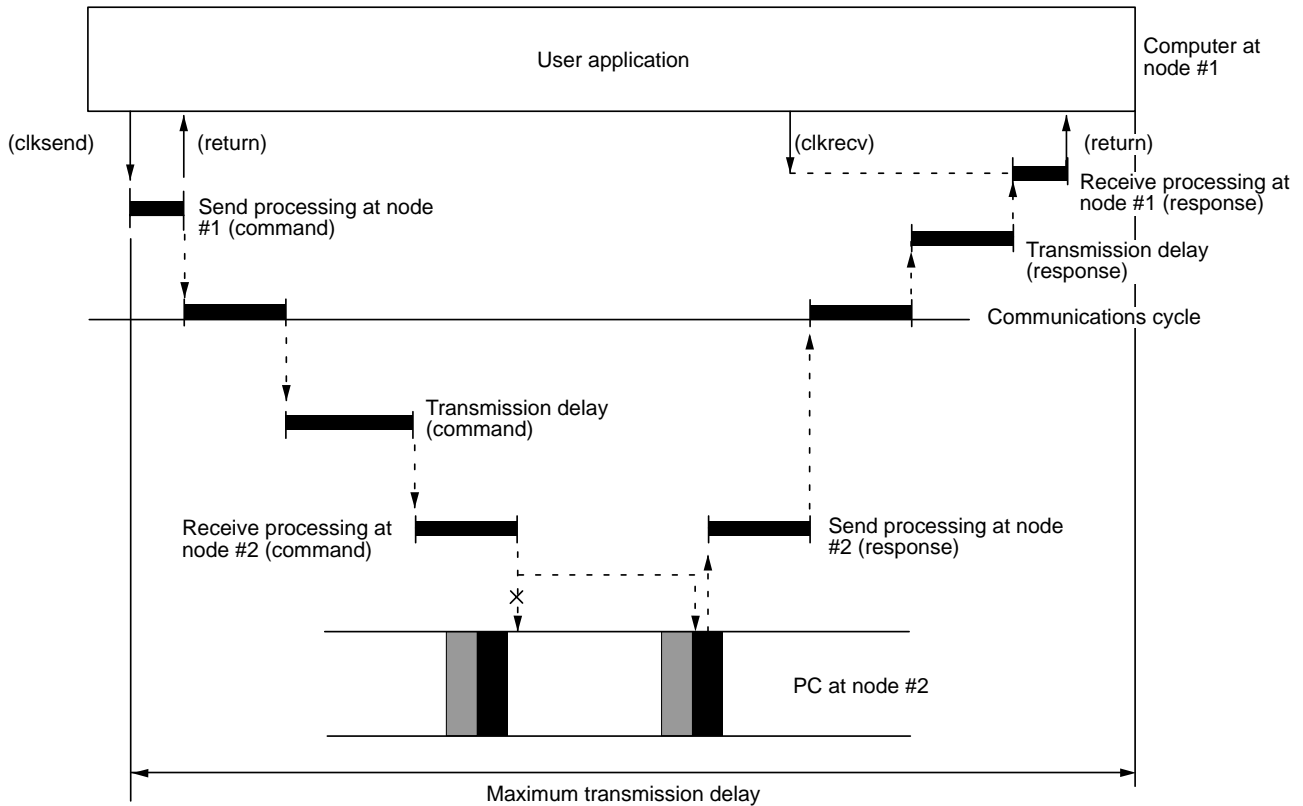 User application
Computer at
node #1
(clksend)
(return)
(clkrecv)
(return)
Send processing at node
#1 (command)
Receive processing at
node #1 (response)
Transmission delay
(response)
Communications cycle
Transmission delay
(command)
Receive processing at
node #2 (command)
Send processing at node
#2 (response)
PC at node #2
Maximum transmission delay